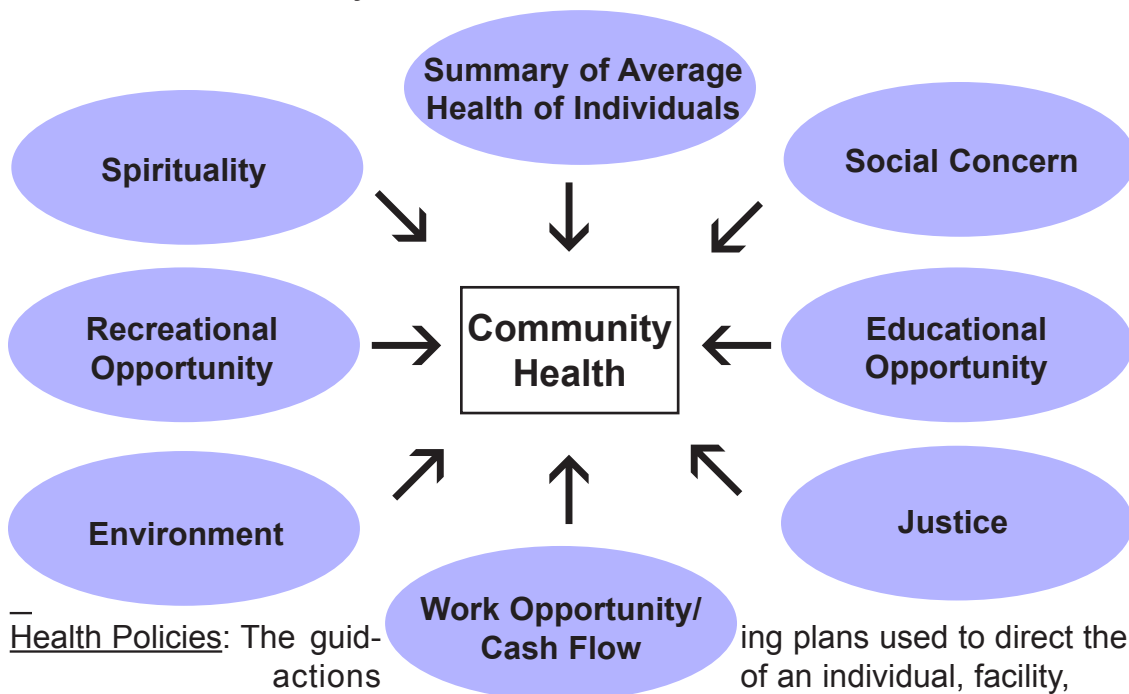 Summary of Average
Health of Individuals
Spirituality
Social Concern
Recreational
Opportunity
Community
Health
Educational
Opportunity
Environment
Justice
Work Opportunity/
Cash Flow
Health Policies: The guid- ing plans used to direct the
actions of an individual, facility,